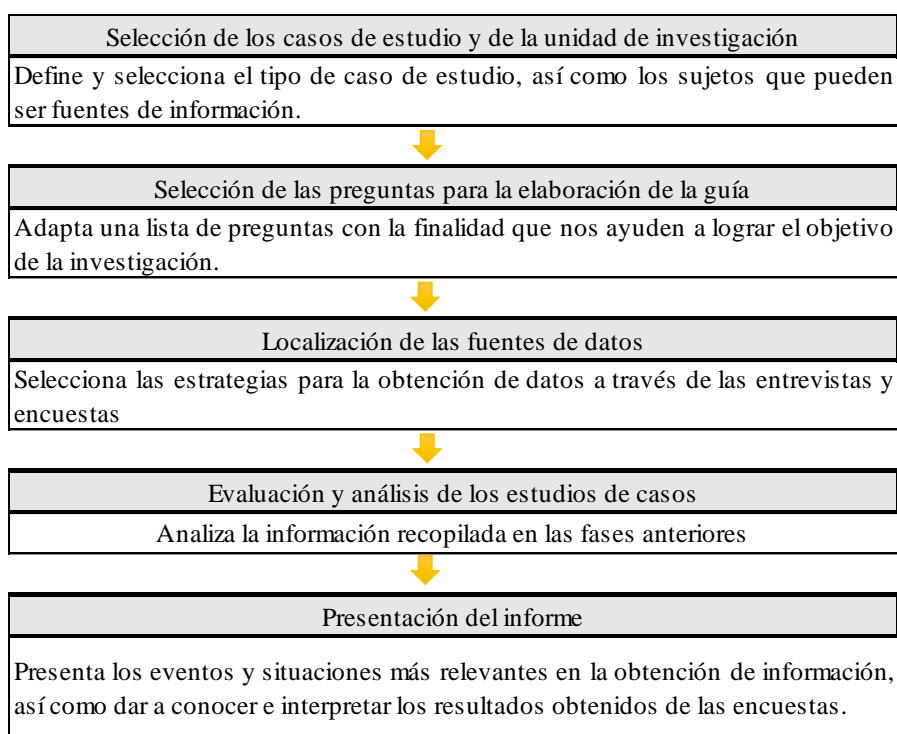 Selección de los casos de estudio y de la unidad de investigación
Define y selecciona el tipo de caso de estudio, así como los sujetos que pueden
ser fuentes de información.
Selección de las preguntas para la elaboración de la guía
Adapta una lista de preguntas con la finalidad que nos ayuden a lograr el objetivo
de la investigación.
Localización de las fuentes de datos
Selecciona las estrategias para la obtención de datos a través de las entrevistas y
encuestas
Evaluación y análisis de los estudios de casos
Analiza la información recopilada en las fases anteriores
Presentación del informe
Presenta los eventos y situaciones más relevantes en la obtención de información,
así como dar a conocer e interpretar los resultados obtenidos de las encuestas.